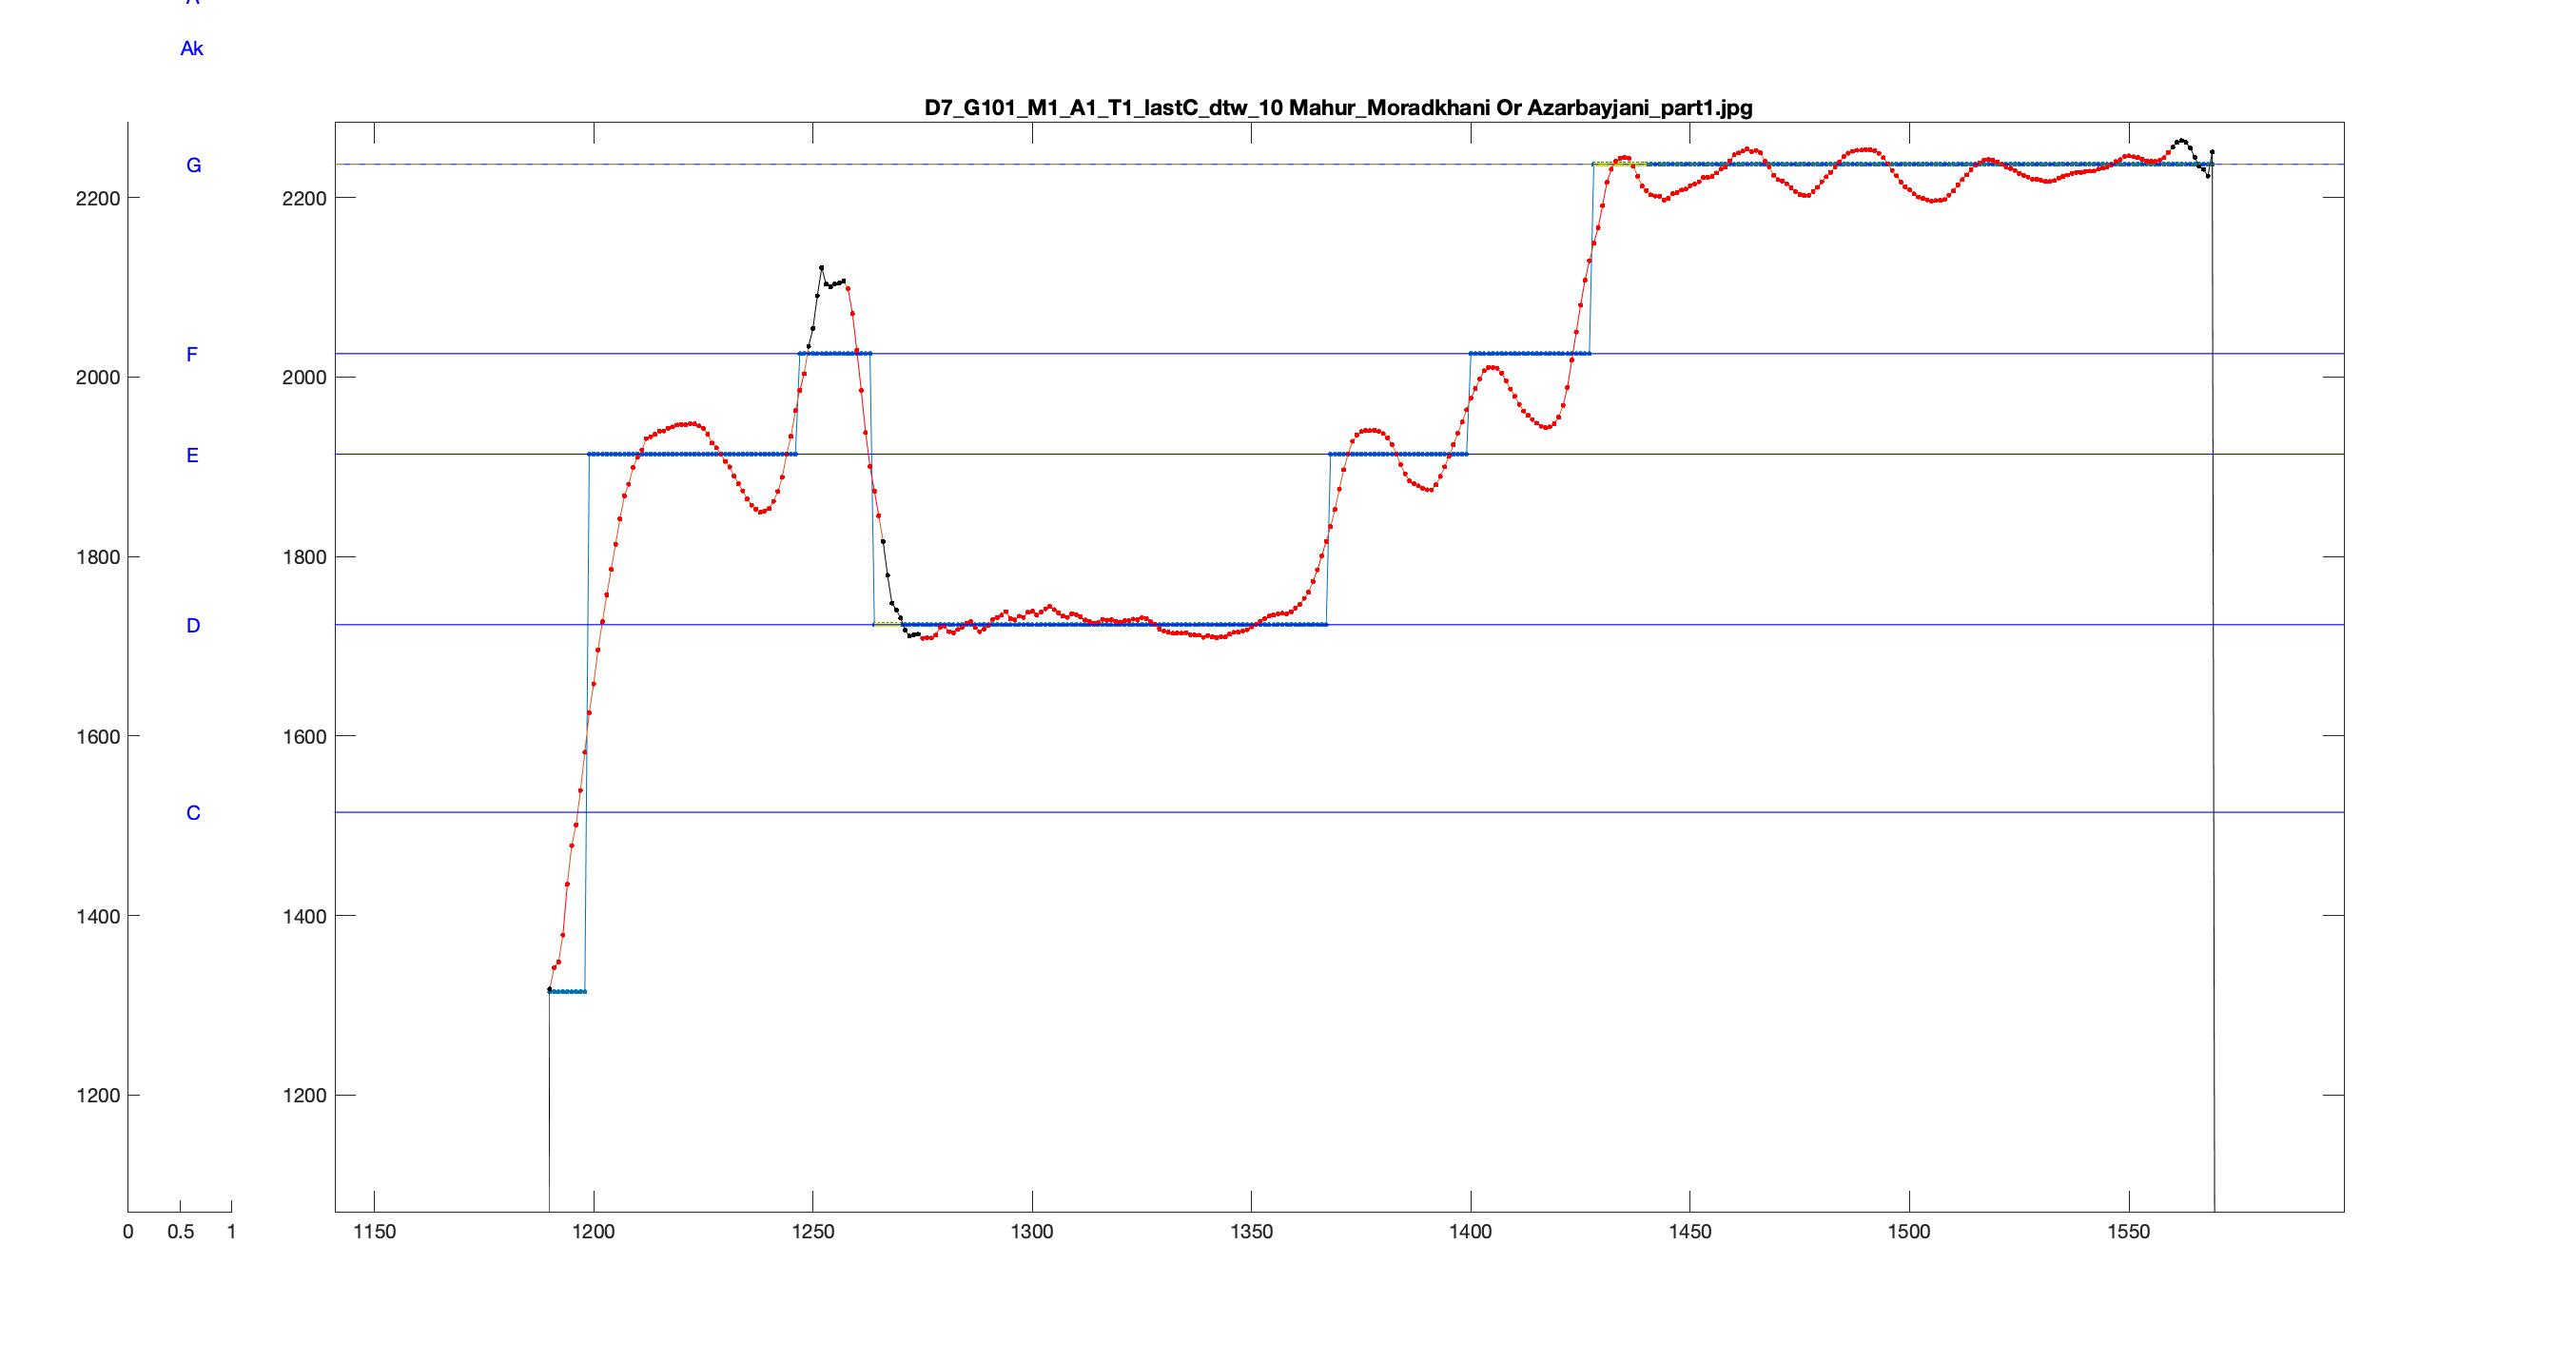 A
Ak
D7_G101_M1_A1_T1_lastC_dtw_10 Mahur_Moradkhani Or Azarbayjani_part1.jpg
G
2200 2200
F
2000 2000
E
1800 1800
D
1600 1600
C
1400 1400
1200 1200
0 0.5 1 1150 1200 1250 1300 1350 1400 1450 1500 1550